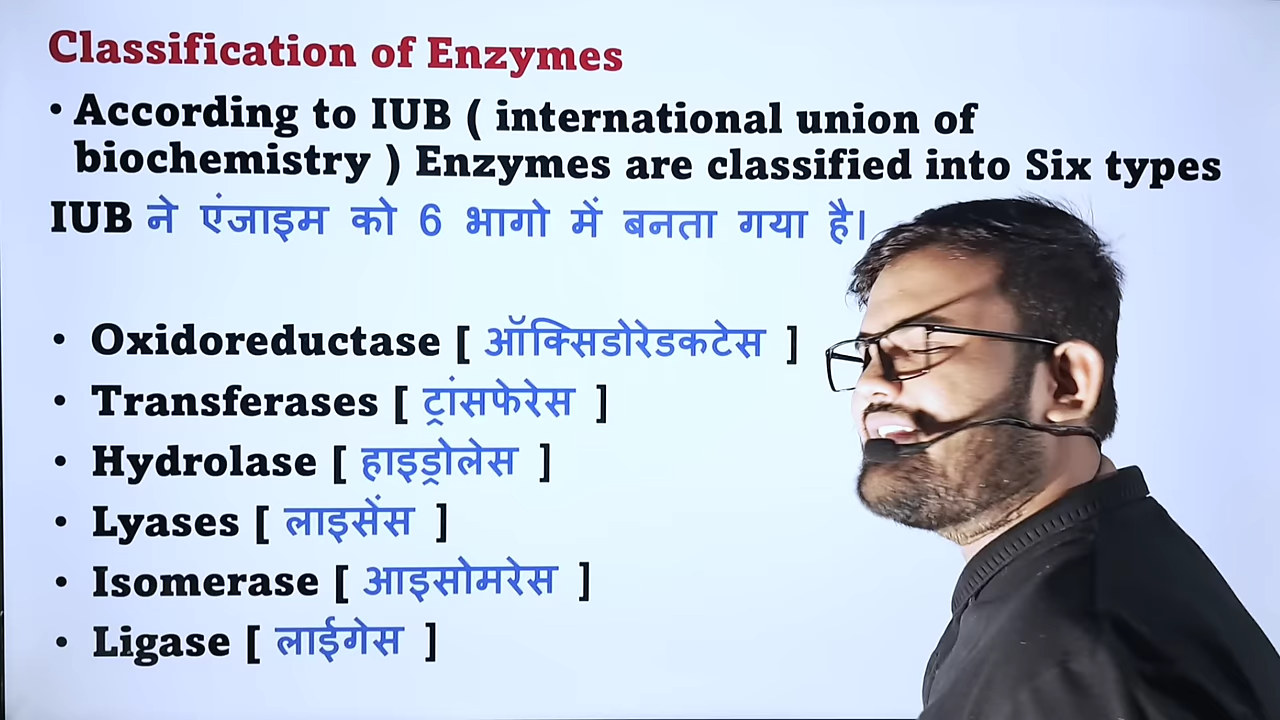 Classification of Enzymes
• According to IUB ( international union of
biochemistry ) Enzymes are classified into Six types
IUB ने एंजाइम को 6 भागो में बनता गया है।
• Oxidoreductase [ ऑक्सिडोरेडकटेस ]
• Transferases [ ट्रांसफेरेस ]
• Hydrolase [ हाइड्रोलेस ]
• Lyases [ लाइसेंस ]
• Isomerase [ आइसोमरेस ]
• Ligase [ लाईगेस ]